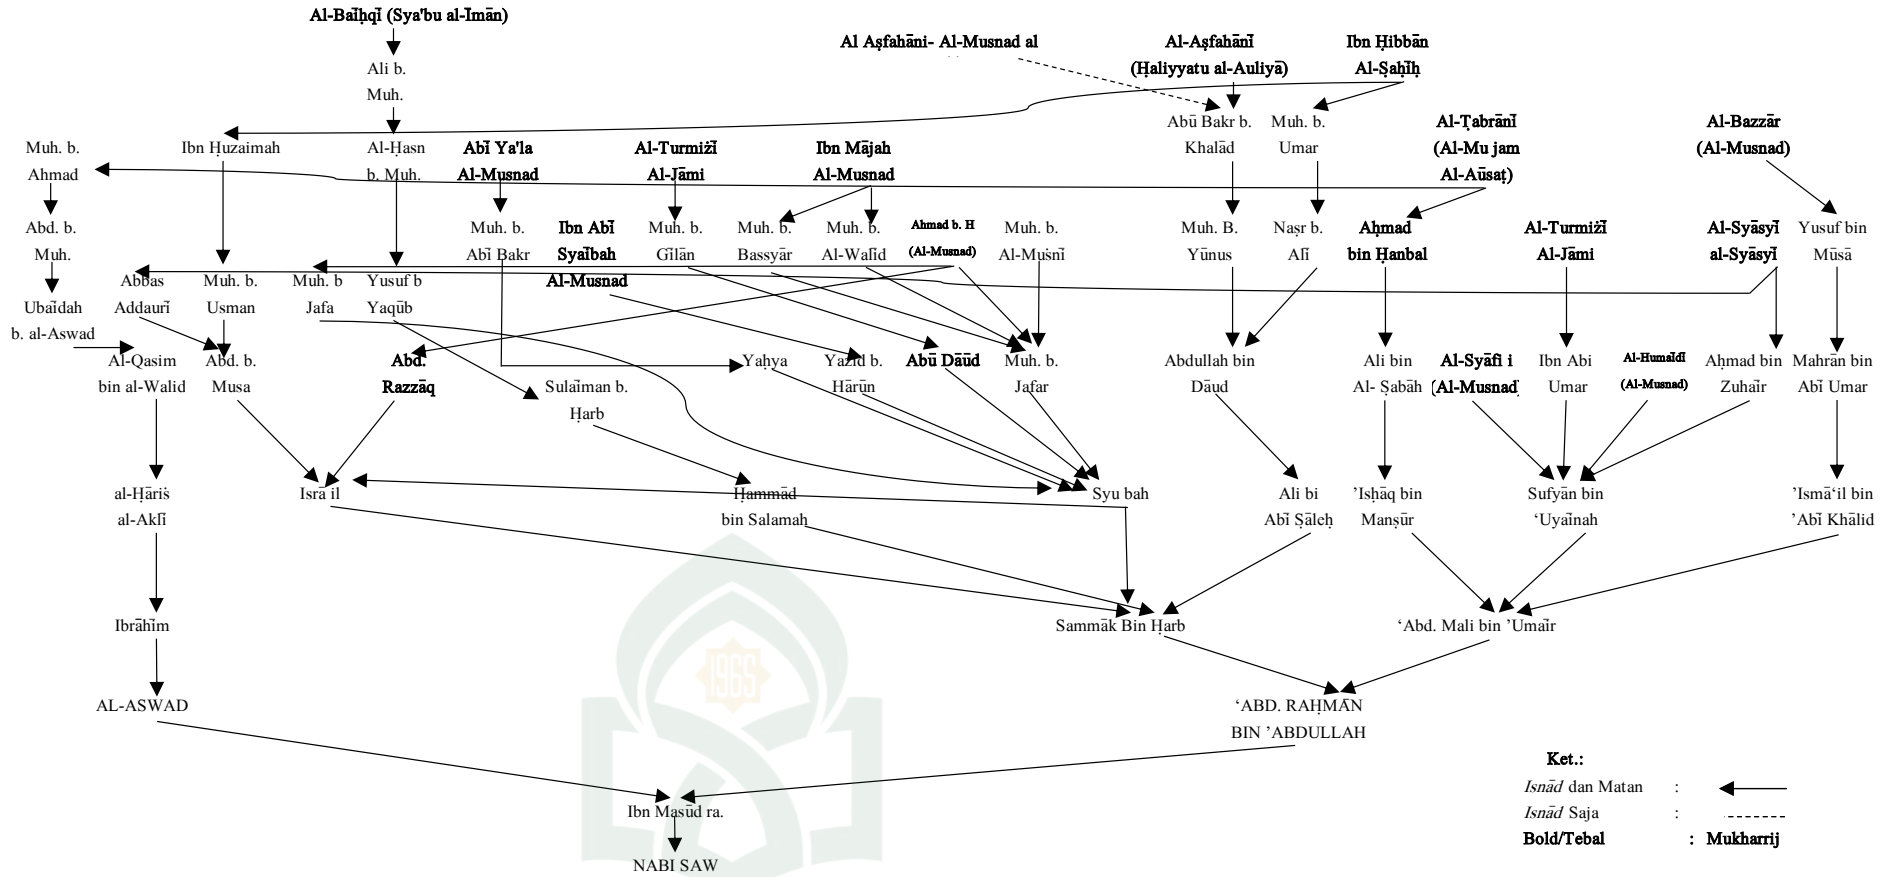 Al-Baīḥqī (Sya'bu al-Īmān)
Al Aṣfahāni- Al-Musnad al
Al-Aṣfahānī
(Ḥaliyyatu al-Auliyā)
Ibn Ḥibbān
Al-Ṣaḥīḥ
Ali b.
Muh.
Abū Bakr b.
Khalād
Muh. b.
Umar
Al-Ṭabrānī
(Al-Mu jam
Al-Aūsaṭ)
Al-Bazzār
(Al-Musnad)
Muh. b.
Ahmad
Ibn Ḥuzaimah
Al-Ḥasn
b. Muh.
Abī Ya'la
Al-Musnad
Al-Turmiżī
Al-Jāmi
Ibn Mājah
Al-Musnad
Abd. b.
Muh.
Muh. b.
Abī Bakr
Ibn Abī
Syaībah
Al-Musnad
Muh. b.
Gīlān
Muh. b.
Bassyār
Muh. b.
Al-Walīd
Ahmad b. H
(Al-Musnad)
Muh. b.
Al-Musnī
Muh. B.
Yūnus
Naṣr b.
Alī
Aḥmad
bin Ḥanbal
Al-Turmiżī
Al-Jāmi
Al-Syāsyī
al-Syāsyī
Yusuf bin
Mūsā
Ubaīdah
b. al-Aswad
Abbas
Addaurī
Muh. b.
Usman
Muh. b
Jafa
Yusuf b
Yaqūb
Al-Qasim
bin al-Walid
Abd. b.
Musa
Abd.
Razzāq
Sulaīman b.
Ḥarb
Yaḥya
Yazīd b.
Hārūn
Abū Dāūd
Muh. b.
Jafar
Abdullah bin
Dāud
Ali bin
Al- Ṣabāh
Al-Syāfi i
(Al-Musnad
Ibn Abi
Umar
Al-Humaīdī
(Al-Musnad)
Aḥmad bin
Zuhaīr
Mahrān bin
Abī Umar
al-Ḥāriṡ
al-Aklī
Isrā il
Ḥammād
bin Salamah
Syu bah
Ali bi
Abī Ṣāleḥ
’Isḥāq bin
Manṣūr
Sufyān bin
‘Uyaīnah
’Ismā‘il bin
’Abī Khālid
Ibrāhīm
Sammāk Bin Ḥarb
‘Abd. Mali bin ’Umaīr
1965
AL-ASWAD
‘ABD. RAḤMĀN
BIN ’ABDULLAH
Ibn Masūd ra.
NABI SAW
Ket.:
Isnād dan Matan :
Isnād Saja :
Bold/Tebal : Mukharrij